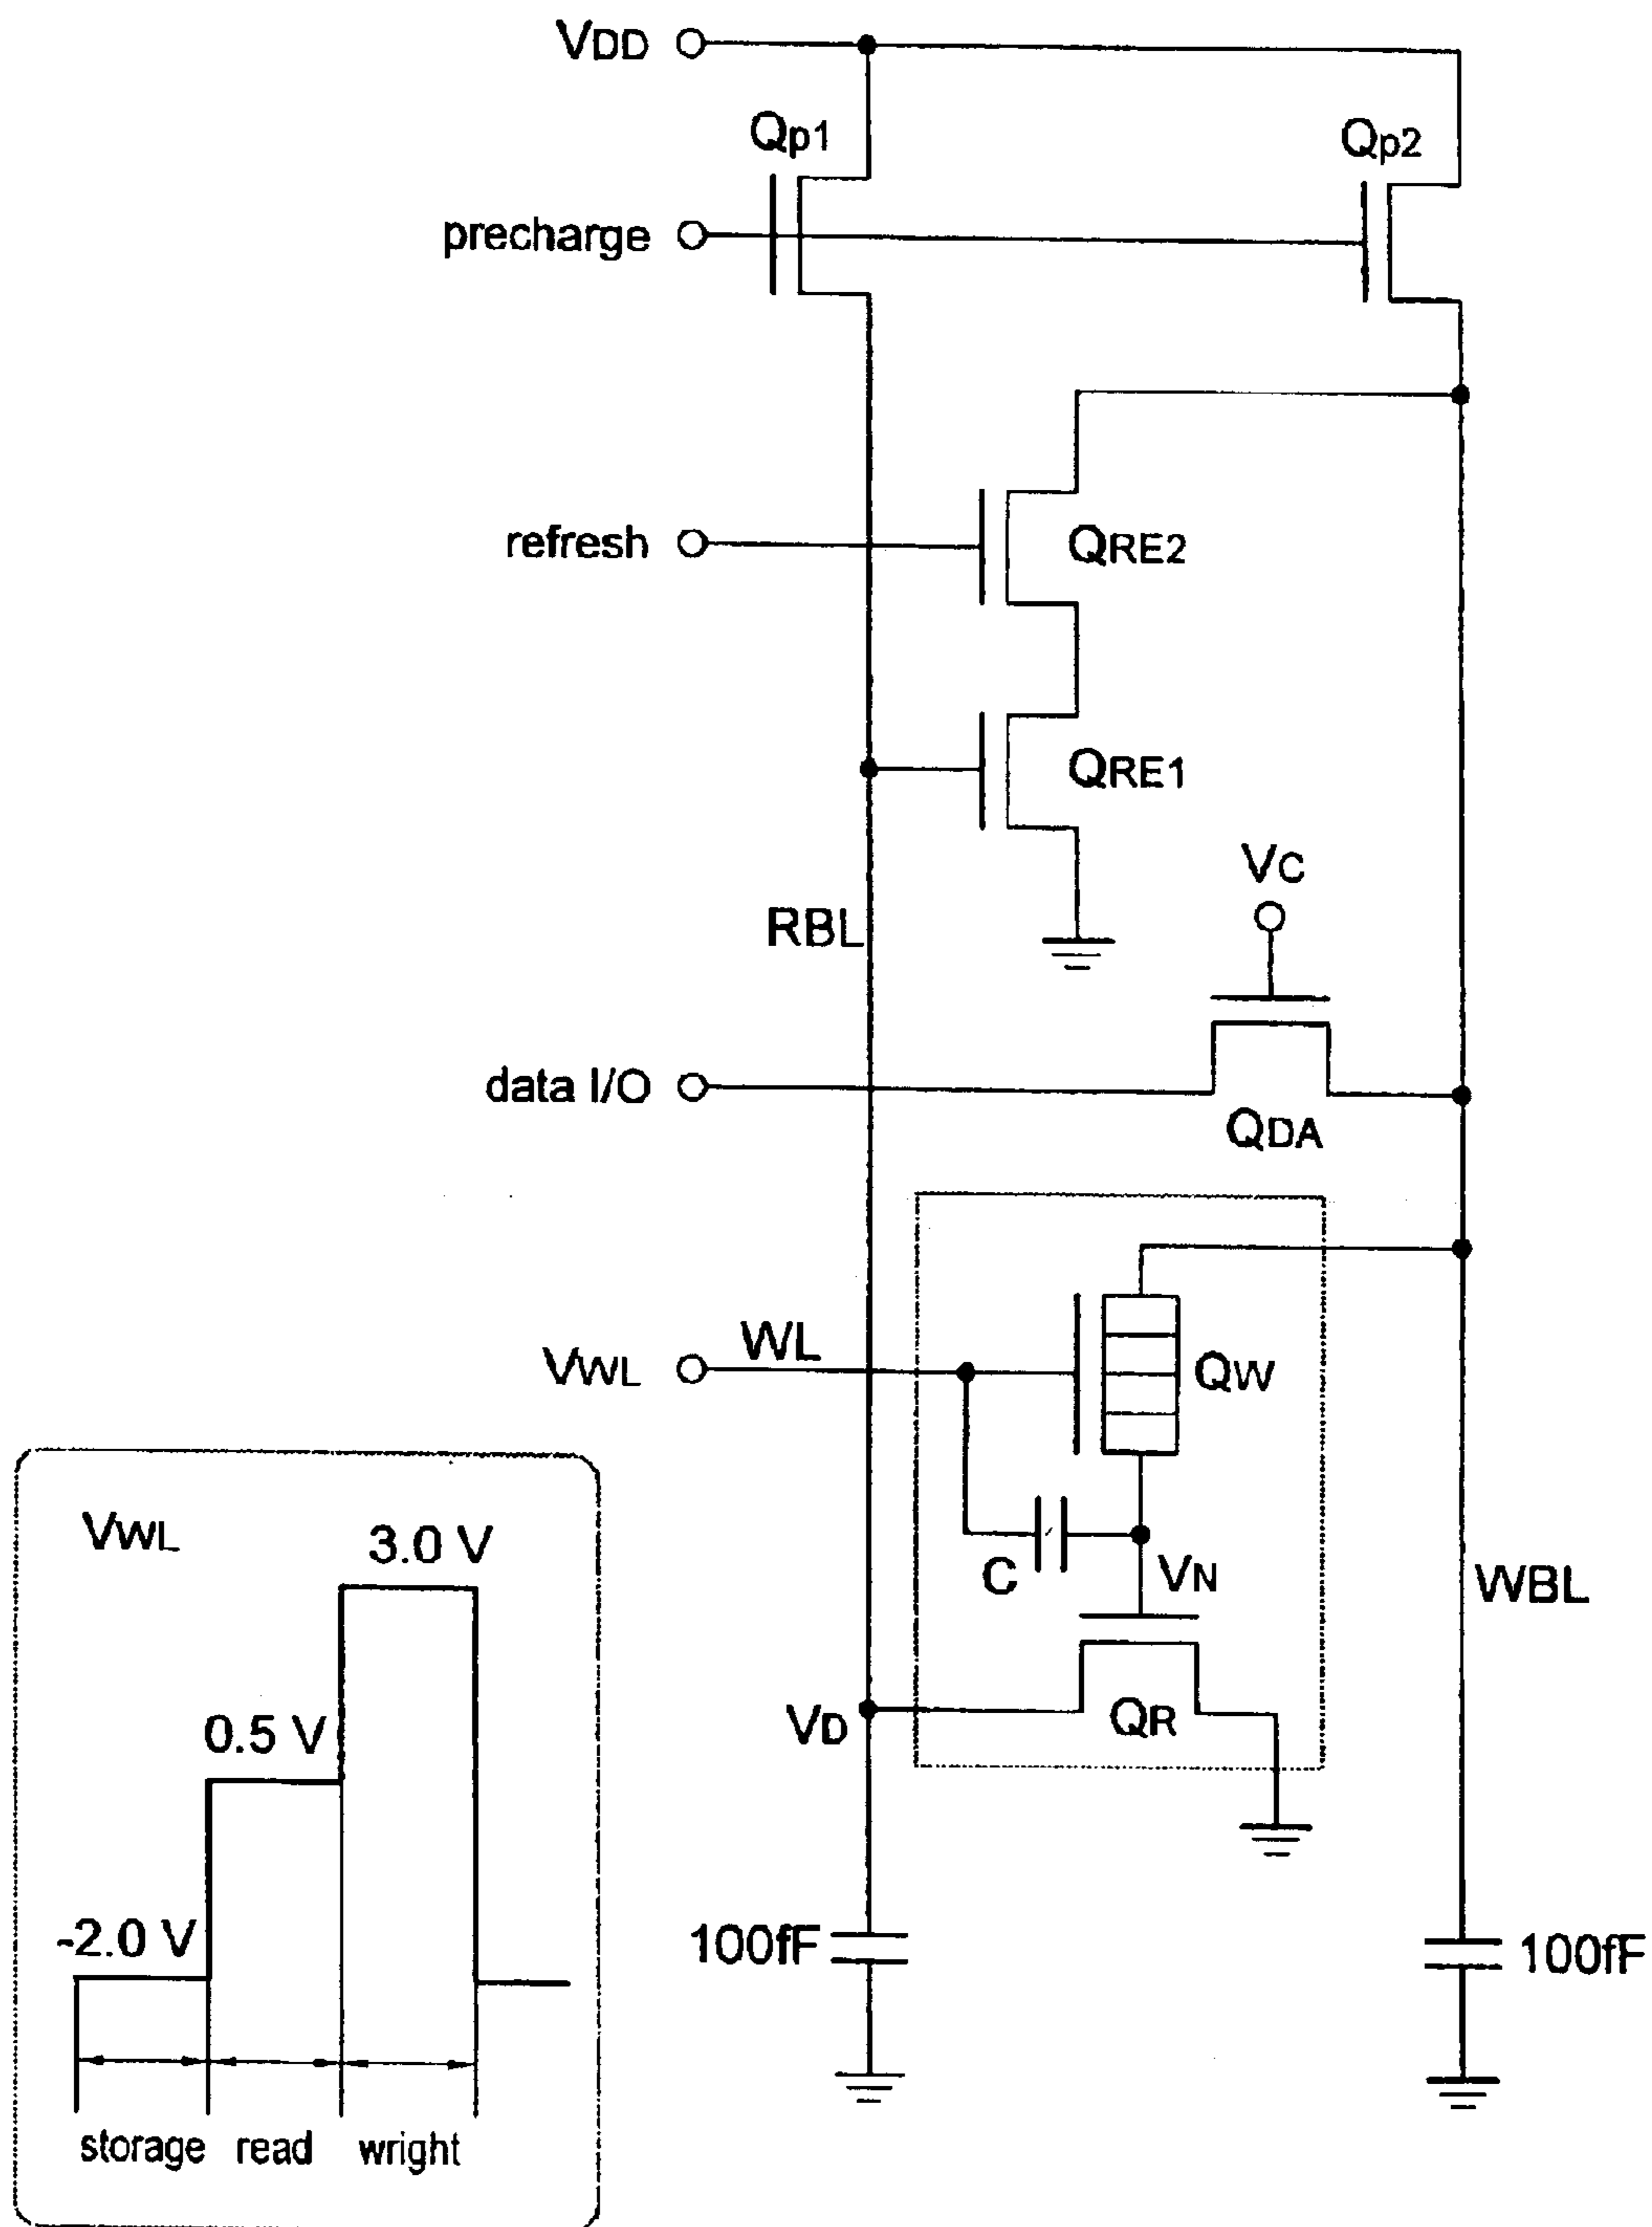 VDD
Qp1
Qp2
precharge
refresh
QRE2
QRE1
VC
RBL
data I/O
QDA
WL
VWL
QW
C
VN
WBL
VD
QR
100fF
100fF
VWL
3.0 V
0.5 V
-2.0 V
storage read wright